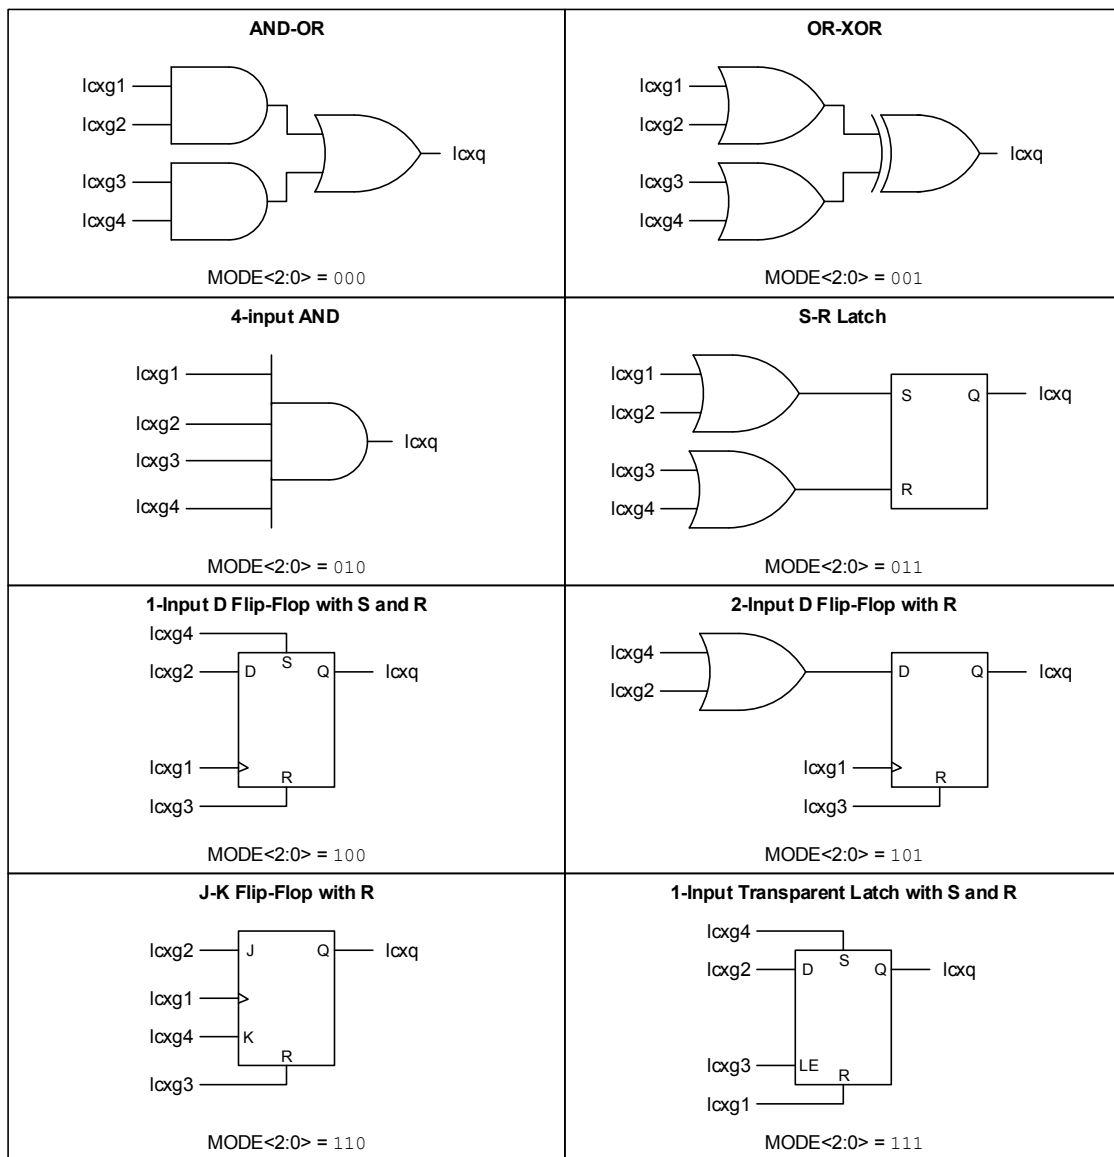 AND-OR
lcxg1
lcxg2
lcxg3
lcxg4
lcxq
MODE<2:0> = 000
OR-XOR
lcxg1
lcxg2
lcxg3
lcxg4
lcxq
MODE<2:0> = 001
4-input AND
lcxg1
lcxg2
lcxg3
lcxg4
lcxq
MODE<2:0> = 010
S-R Latch
lcxg1
lcxg2
lcxg3
lcxg4
S
Q
R
lcxq
MODE<2:0> = 011
1-Input D Flip-Flop with S and R
lcxg4
lcxg2
D
S
Q
lcxq
lcxg1
R
lcxg3
MODE<2:0> = 100
2-Input D Flip-Flop with R
lcxg4
lcxg2
D
Q
lcxq
lcxg1
R
lcxg3
MODE<2:0> = 101
J-K Flip-Flop with R
lcxg2
J
Q
lcxq
lcxg1
lcxg4
K
R
lcxg3
MODE<2:0> = 110
1-Input Transparent Latch with S and R
lcxg4
lcxg2
D
S
Q
lcxq
lcxg3
LE
R
lcxg1
MODE<2:0> = 111